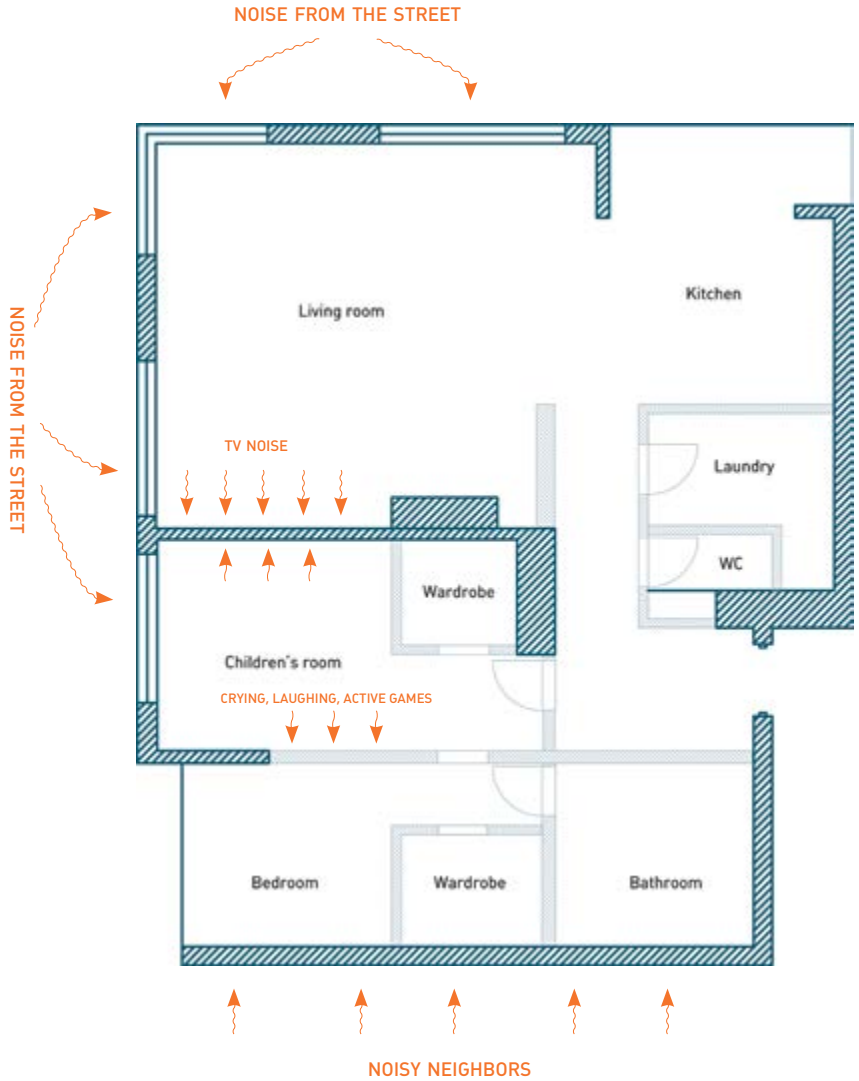 NOISE FROM THE STREET
NOISE FROM THE STREET
Living room
Kitchen
TV NOISE
Laundry
WC
Wardrobe
Children's room
CRYING, LAUGHING, ACTIVE GAMES
Bedroom
Wardrobe
Bathroom
NOISY NEIGHBORS